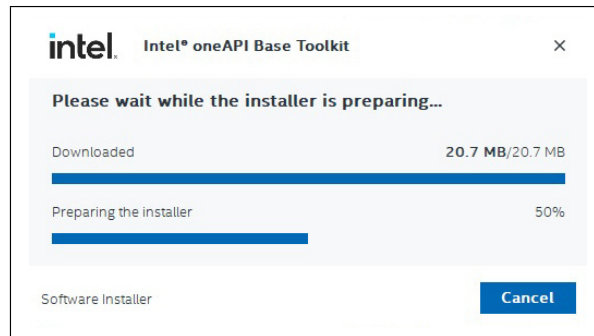 intel. Intel® oneAPI Base Toolkit
Please wait while the installer is preparing...
Downloaded 20.7 MB/20.7 MB
Preparing the installer 50%
Software Installer Cancel